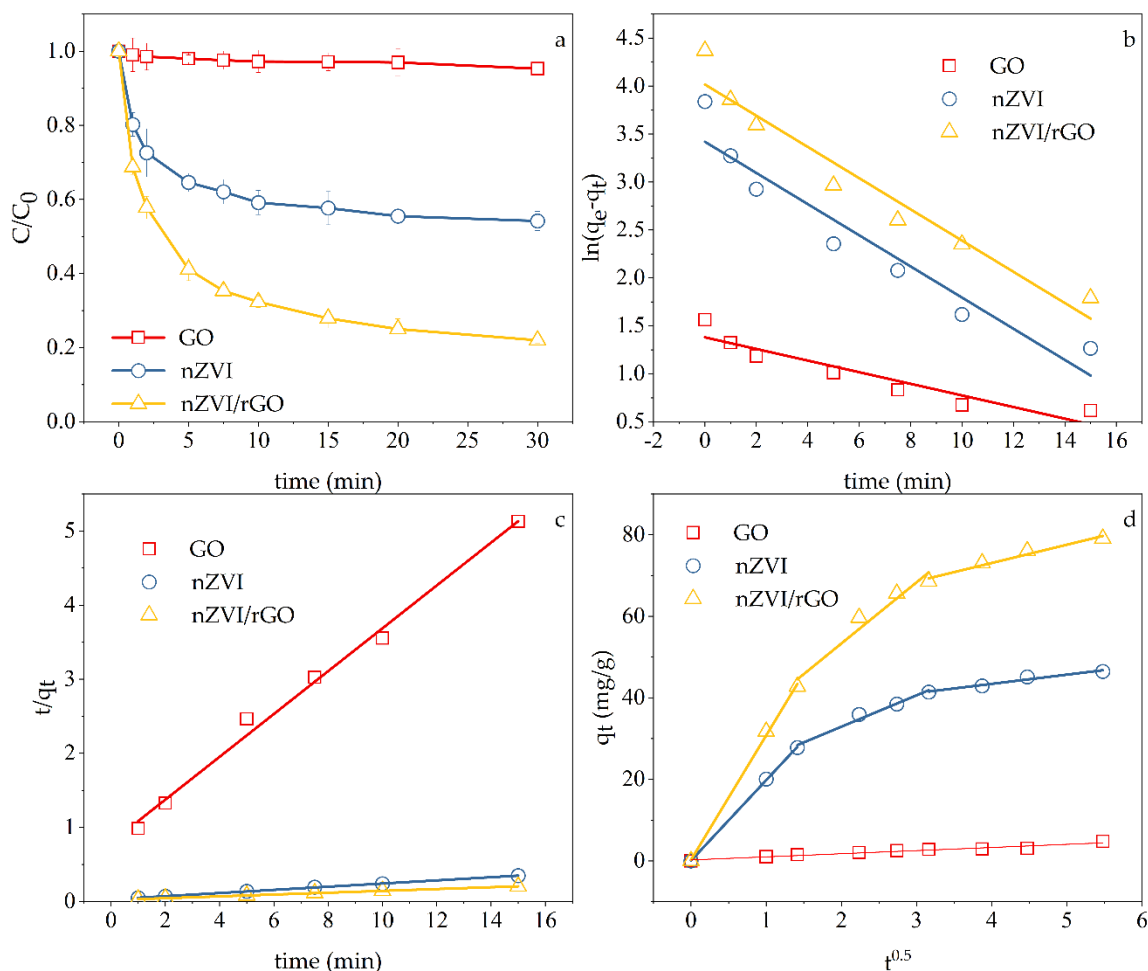 a
1.0
0.8
0.6
0.4
0.2
0.0
C/C0
GO
nZVI
nZVI/rGO
0 5 10 15 20 25 30
time (min)
b
4.5
4.0
3.5
3.0
2.5
2.0
1.5
1.0
0.5
ln(qe-qt)
GO
nZVI
nZVI/rGO
-2 0 2 4 6 8 10 12 14 16
time (min)
c
5
4
3
2
1
0
t/qt
GO
nZVI
nZVI/rGO
2 4 6 8 10 12 14 16
time (min)
d
80
60
40
20
0
qt (mg/g)
GO
nZVI
nZVI/rGO
0 1 2 3 4 5 6
t0.5